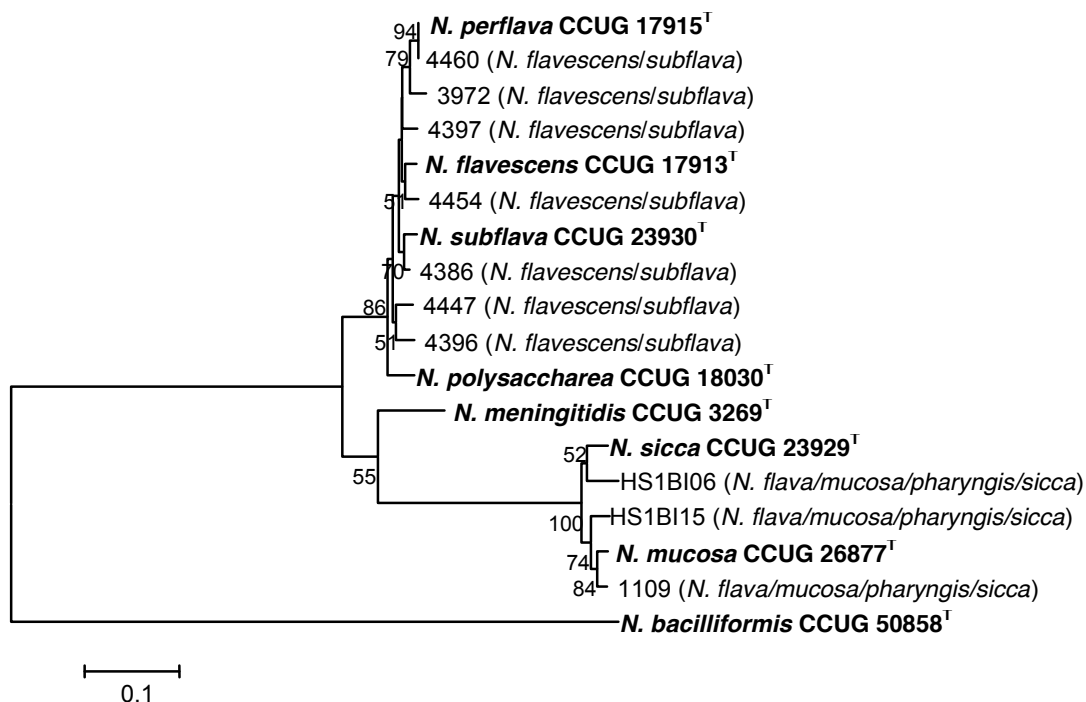 N. perflava CCUG 17915T
94
79
4460 (N. flavescens/subflava)
3972 (N. flavescens/subflava)
4397 (N. flavescens/subflava)
N. flavescens CCUG 17913T
51
4454 (N. flavescens/subflava)
N. subflava CCUG 23930T
70
4386 (N. flavescens/subflava)
86
4447 (N. flavescens/subflava)
51
4396 (N. flavescens/subflava)
N. polysaccharea CCUG 18030T
N. meningitidis CCUG 3269T
N. sicca CCUG 23929T
52
55
HS1BI06 (N. flava/mucosa/pharyngis/sicca)
100
HS1BI15 (N. flava/mucosa/pharyngis/sicca)
N. mucosa CCUG 26877T
74
84
1109 (N. flava/mucosa/pharyngis/sicca)
N. bacilliformis CCUG 50858T
0.1